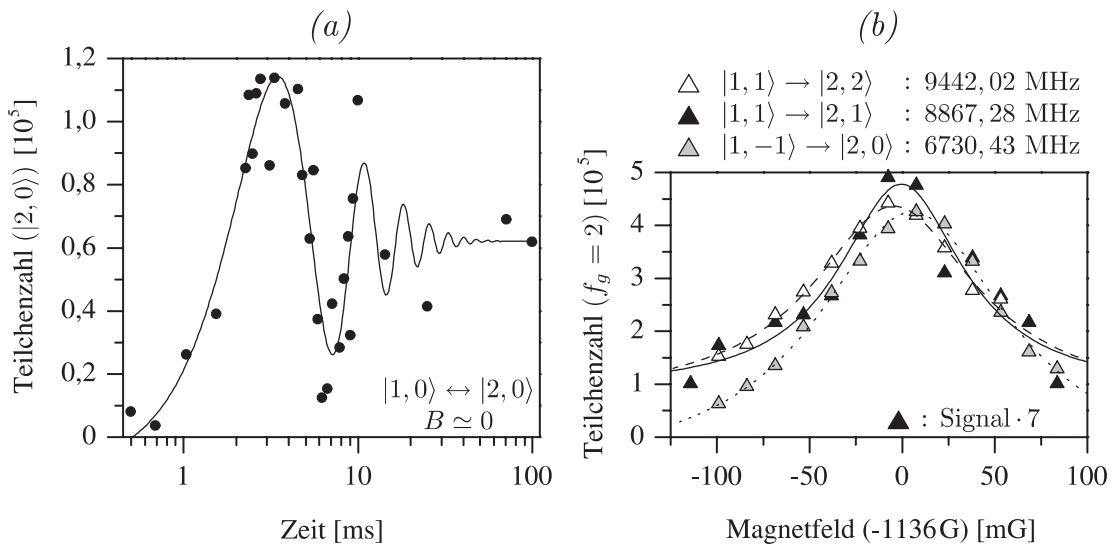 (a)
1,2
1,0
0,8
0,6
0,4
0,2
0
1
10
100
Teilchenzahl (|2,0⟩) [10⁵]
Zeit [ms]
|1,0⟩ ↔ |2,0⟩
B ≃ 0
(b)
|1,1⟩ → |2,2⟩ : 9442,02 MHz
|1,1⟩ → |2,1⟩ : 8867,28 MHz
|1,−1⟩ → |2,0⟩ : 6730,43 MHz
5
4
3
2
1
0
-100
-50
0
50
100
Teilchenzahl (f_g = 2) [10⁵]
Magnetfeld (-1136G) [mG]
: Signal · 7